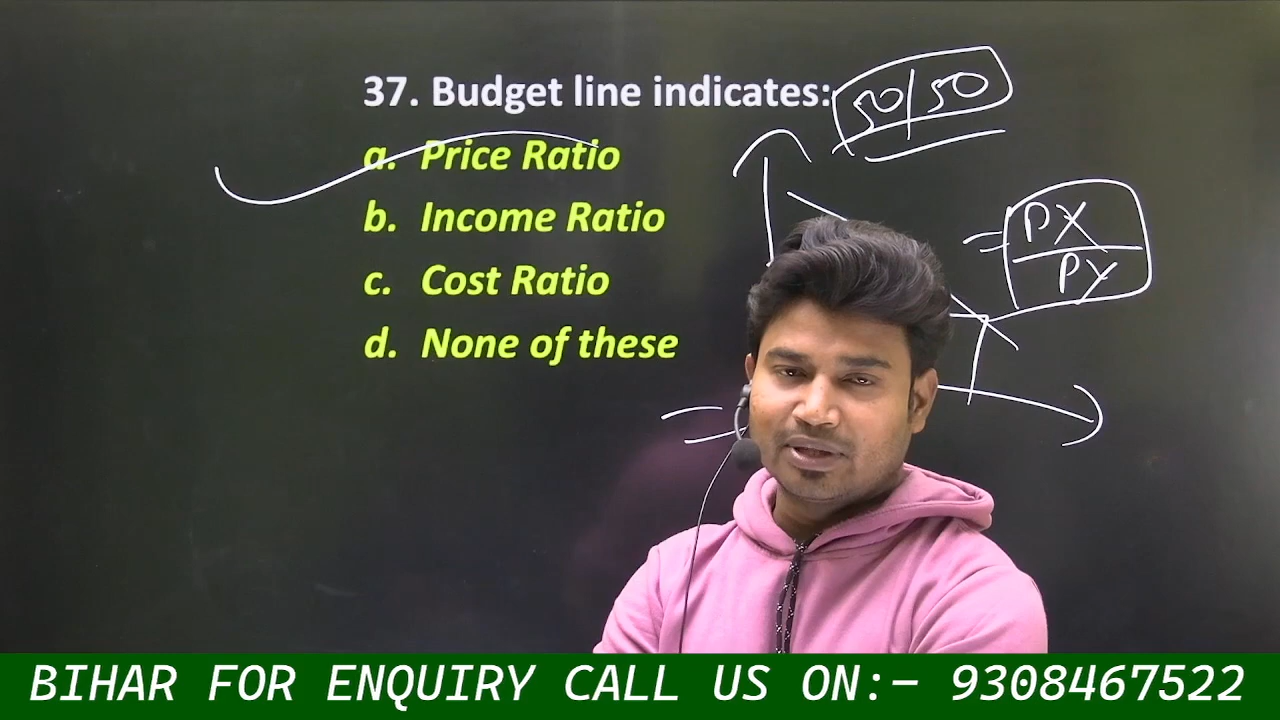 37. Budget line indicates:
50/50
a. Price Ratio
b. Income Ratio
= PX
PY
c. Cost Ratio
d. None of these
=
BIHAR FOR ENQUIRY CALL US ON:- 9308467522